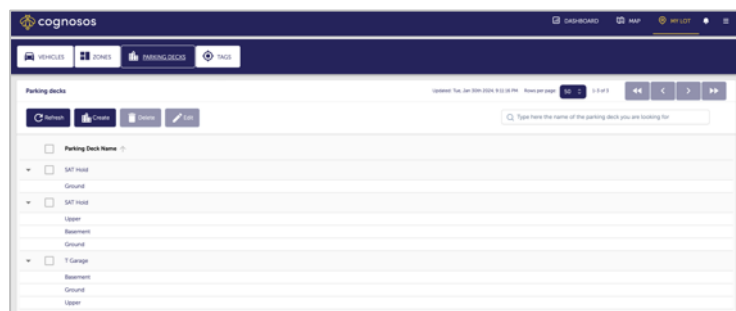 cognosos
DASHBOARD MAP MY LOT
VEHICLES ZONES PARKING DECKS TAGS
Parking decks Updated: Tue, Jan 30th 2024, 9:11:16 PM Rows per page: 50 1-3 of 3
Refresh Create Delete Edit Type here the name of the parking deck you are looking for
Parking Deck Name
SAT Hold
Ground
SAT Hold
Upper
Basement
Ground
T Garage
Basement
Ground
Upper